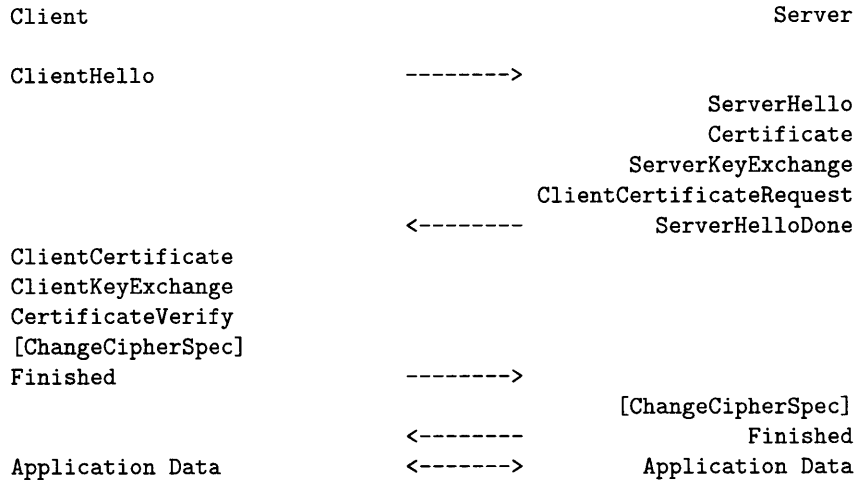 Client Server
ClientHello -------->
ServerHello
Certificate
ServerKeyExchange
ClientCertificateRequest
<-------- ServerHelloDone
ClientCertificate
ClientKeyExchange
CertificateVerify
[ChangeCipherSpec]
Finished -------->
[ChangeCipherSpec]
<-------- Finished
Application Data <-------> Application Data